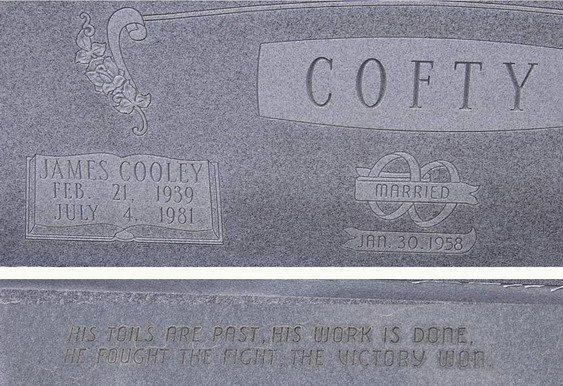 COFTY
JAMES COOLEY
FEB. 21, 1939
JULY 4, 1981
MARRIED
JAN. 30, 1958
HIS TOILS ARE PAST, HIS WORK IS DONE,
HE FOUGHT THE FIGHT, THE VICTORY WON.